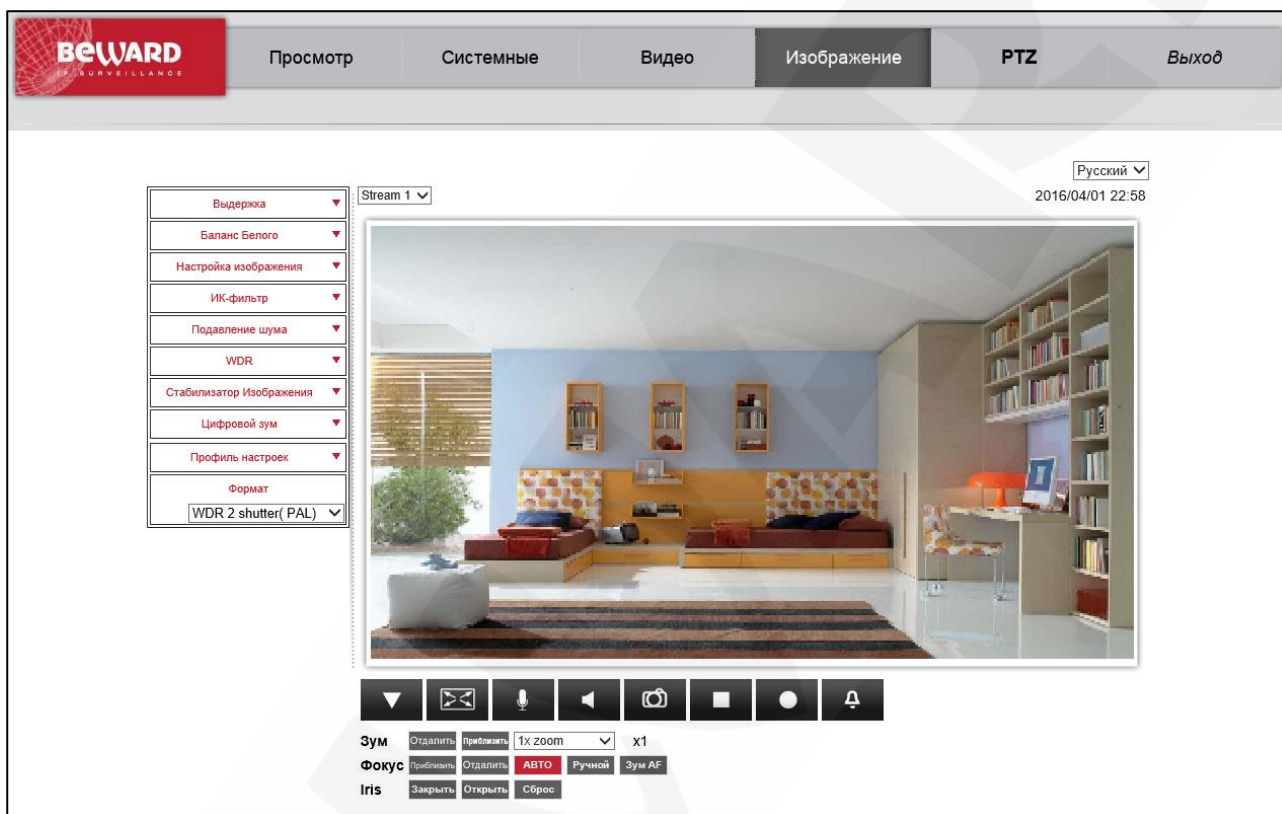 BEWARD
IP SURVEILLANCE
Просмотр Системные Видео Изображение PTZ Выход
Русский
Stream 1 2016/04/01 22:58
Выдержка
Баланс Белого
Настройка изображения
ИК-фильтр
Подавление шума
WDR
Стабилизатор Изображения
Цифровой зум
Профиль настроек
Формат
WDR 2 shutter( PAL)
Зум Отдалить Приблизить 1x zoom x1
Фокус Приблизить Отдалить АВТО Ручной Зум AF
Iris Закрыть Открыть Сброс